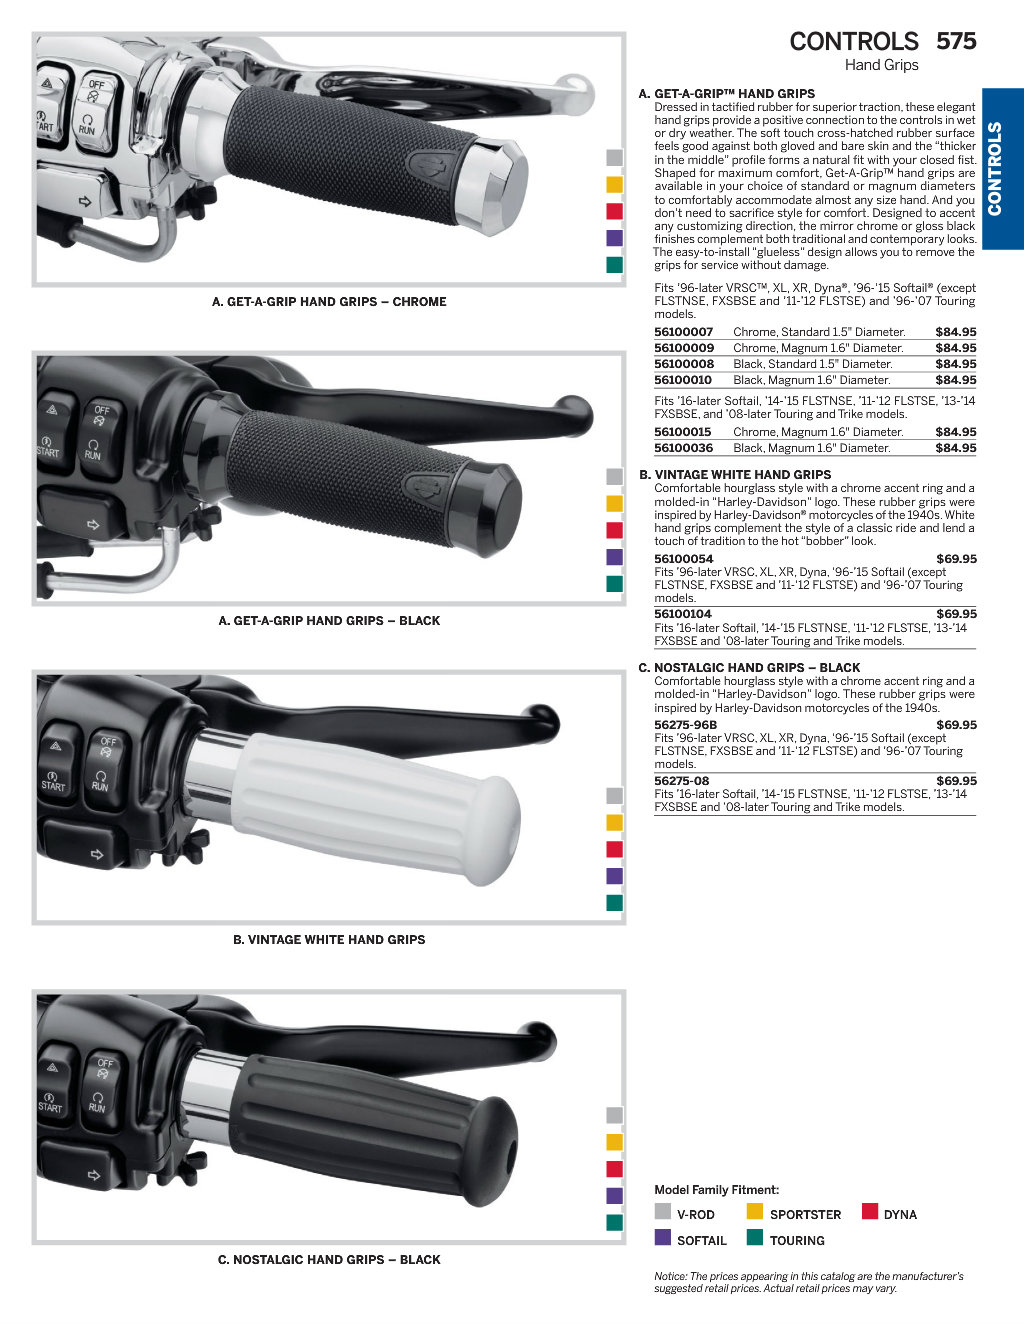 CONTROLS 575
Hand Grips
CONTROLS
OFF
START
RUN
A. GET-A-GRIP HAND GRIPS – CHROME
OFF
START
RUN
A. GET-A-GRIP HAND GRIPS – BLACK
OFF
START
RUN
B. VINTAGE WHITE HAND GRIPS
OFF
START
RUN
C. NOSTALGIC HAND GRIPS – BLACK
A. GET-A-GRIP™ HAND GRIPS
Dressed in tactified rubber for superior traction, these elegant
hand grips provide a positive connection to the controls in wet
or dry weather. The soft touch cross-hatched rubber surface
feels good against both gloved and bare skin and the "thicker
in the middle" profile forms a natural fit with your closed fist.
Shaped for maximum comfort, Get-A-Grip™ hand grips are
available in your choice of standard or magnum diameters
to comfortably accommodate almost any size hand. And you
don't need to sacrifice style for comfort. Designed to accent
any customizing direction, the mirror chrome or gloss black
finishes complement both traditional and contemporary looks.
The easy-to-install "glueless" design allows you to remove the
grips for service without damage.
Fits '96-later VRSC™, XL, XR, Dyna®, '96-'15 Softail® (except
FLSTNSE, FXSBSE and '11-'12 FLSTSE) and '96-'07 Touring
models.
56100007 Chrome, Standard 1.5" Diameter. $84.95
56100009 Chrome, Magnum 1.6" Diameter. $84.95
56100008 Black, Standard 1.5" Diameter. $84.95
56100010 Black, Magnum 1.6" Diameter. $84.95
Fits '16-later Softail, '14-'15 FLSTNSE, '11-'12 FLSTSE, '13-'14
FXSBSE, and '08-later Touring and Trike models.
56100015 Chrome, Magnum 1.6" Diameter. $84.95
56100036 Black, Magnum 1.6" Diameter. $84.95
B. VINTAGE WHITE HAND GRIPS
Comfortable hourglass style with a chrome accent ring and a
molded-in "Harley-Davidson" logo. These rubber grips were
inspired by Harley-Davidson® motorcycles of the 1940s. White
hand grips complement the style of a classic ride and lend a
touch of tradition to the hot "bobber" look.
56100054 $69.95
Fits '96-later VRSC, XL, XR, Dyna, '96-'15 Softail (except
FLSTNSE, FXSBSE and '11-'12 FLSTSE) and '96-'07 Touring
models.
56100104 $69.95
Fits '16-later Softail, '14-'15 FLSTNSE, '11-'12 FLSTSE, '13-'14
FXSBSE and '08-later Touring and Trike models.
C. NOSTALGIC HAND GRIPS – BLACK
Comfortable hourglass style with a chrome accent ring and a
molded-in "Harley-Davidson" logo. These rubber grips were
inspired by Harley-Davidson motorcycles of the 1940s.
56275-96B $69.95
Fits '96-later VRSC, XL, XR, Dyna, '96-'15 Softail (except
FLSTNSE, FXSBSE and '11-'12 FLSTSE) and '96-'07 Touring
models.
56275-08 $69.95
Fits '16-later Softail, '14-'15 FLSTNSE, '11-'12 FLSTSE, '13-'14
FXSBSE and '08-later Touring and Trike models.
Model Family Fitment:
V-ROD SPORTSTER DYNA
SOFTAIL TOURING
Notice: The prices appearing in this catalog are the manufacturer's
suggested retail prices. Actual retail prices may vary.